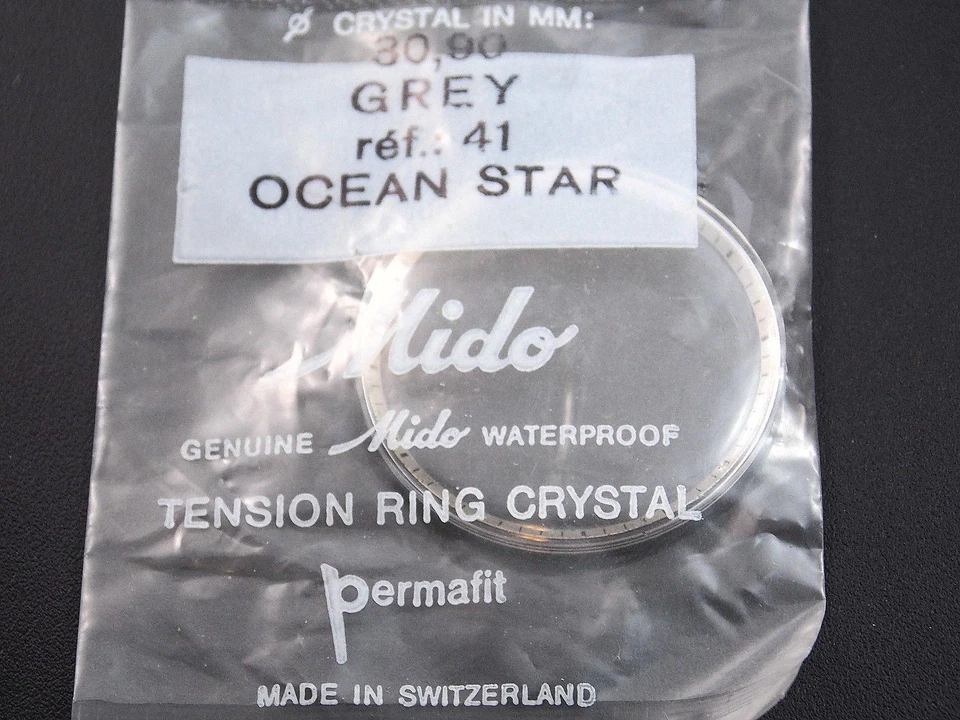 Ø CRYSTAL IN MM:
30,90
GREY
réf.: 41
OCEAN STAR
Mido
GENUINE Mido WATERPROOF
TENSION RING CRYSTAL
permafit
MADE IN SWITZERLAND